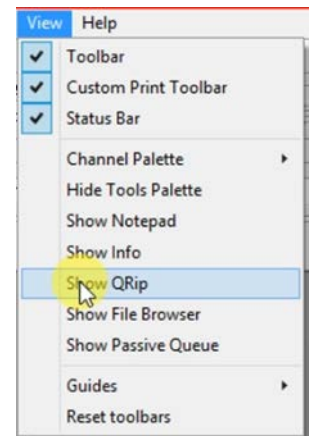 View Help
Toolbar
Custom Print Toolbar
Status Bar
Channel Palette
Hide Tools Palette
Show Notepad
Show Info
Show QRip
Show File Browser
Show Passive Queue
Guides
Reset toolbars